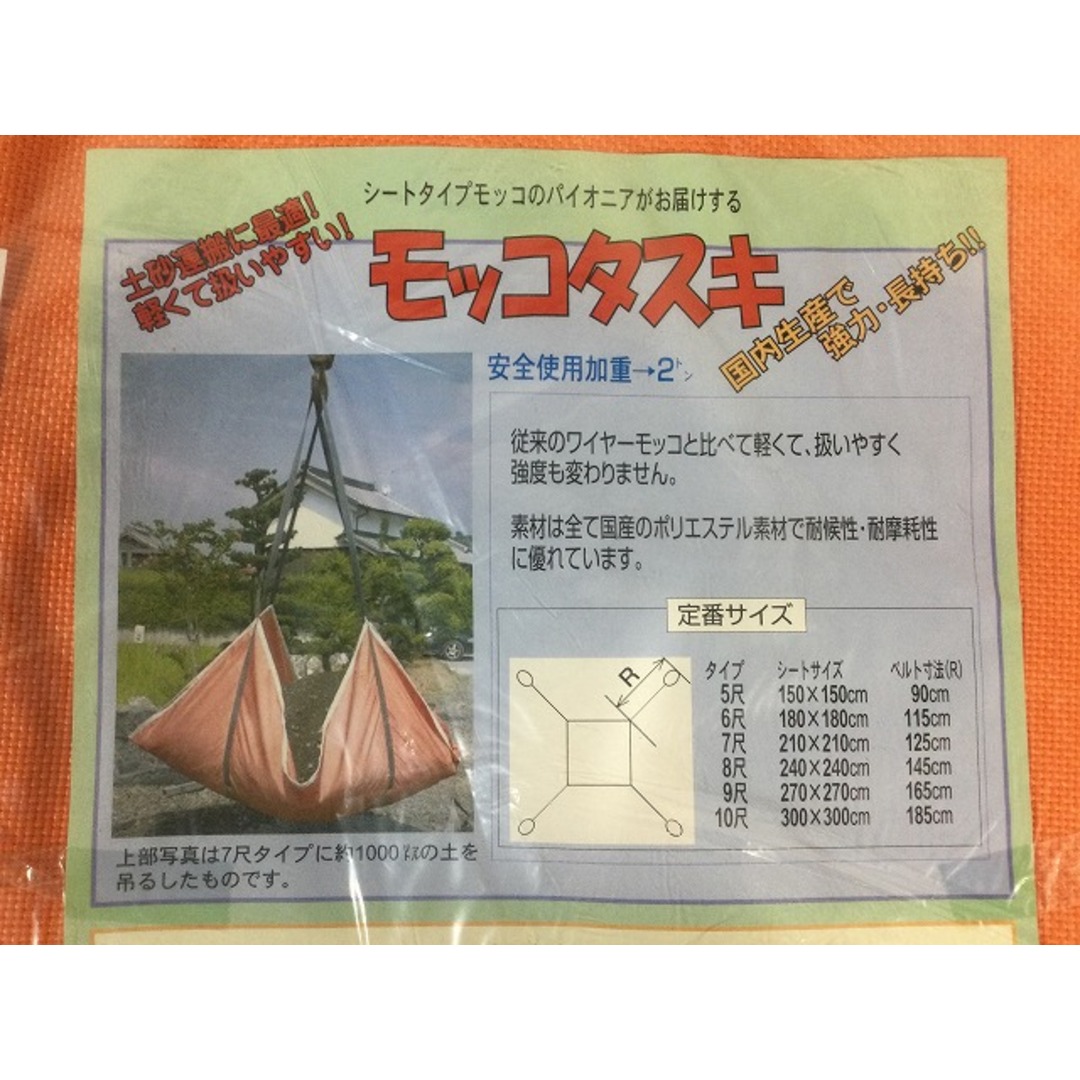 シートタイプモッコのパイオニアがお届けする
土砂運搬に最適!
軽くて扱いやすい!
モッコタスキ
国内生産で
強力・長持ち!!!
安全使用加重→2トン
従来のワイヤーモッコと比べて軽くて、扱いやすく
強度も変わりません。
素材は全て国産のポリエステル素材で耐候性・耐摩耗性
に優れています。
定番サイズ
R
タイプ シートサイズ ベルト寸法(R)
5尺 150×150cm 90cm
6尺 180×180cm 115cm
7尺 210×210cm 125cm
8尺 240×240cm 145cm
9尺 270×270cm 165cm
10尺 300×300cm 185cm
上部写真は7尺タイプに約1000㌔の土を
吊るしたものです。